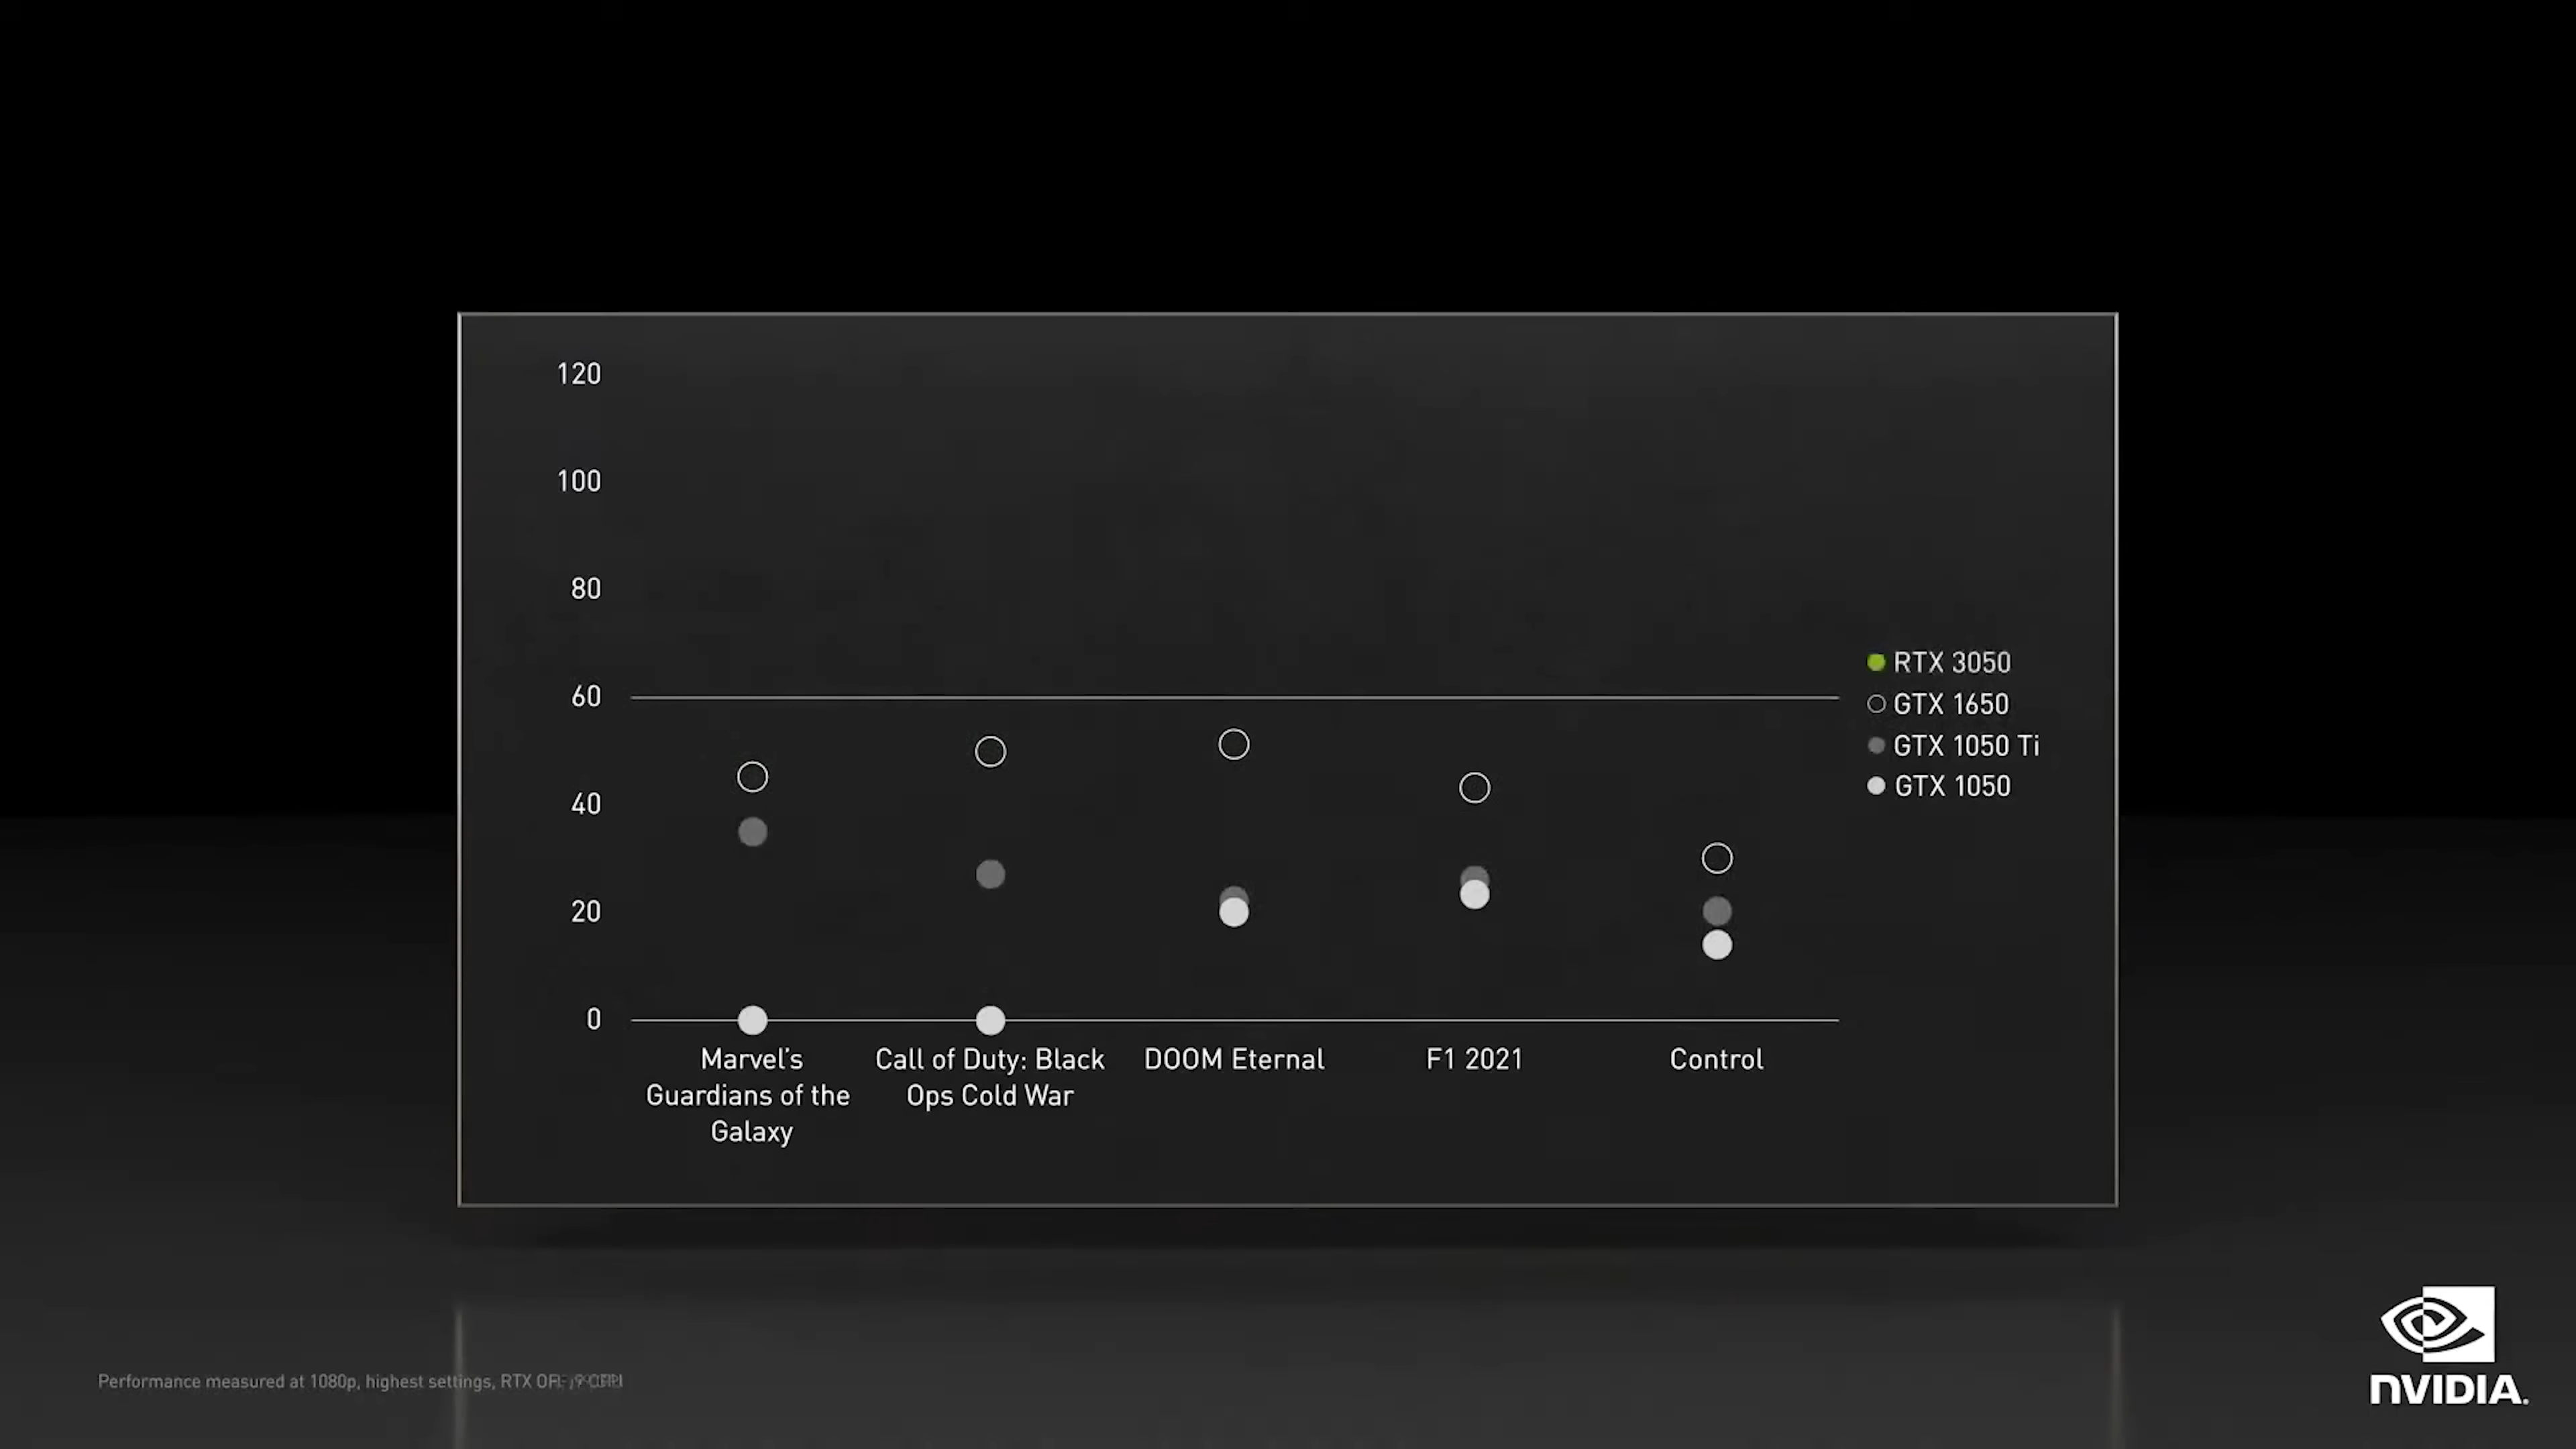 120
100
80
60
40
20
0
RTX 3050
GTX 1650
GTX 1050 Ti
GTX 1050
Marvel's
Guardians of the
Galaxy
Call of Duty: Black
Ops Cold War
DOOM Eternal
F1 2021
Control
Performance measured at 1080p, highest settings, RTX
NVIDIA.